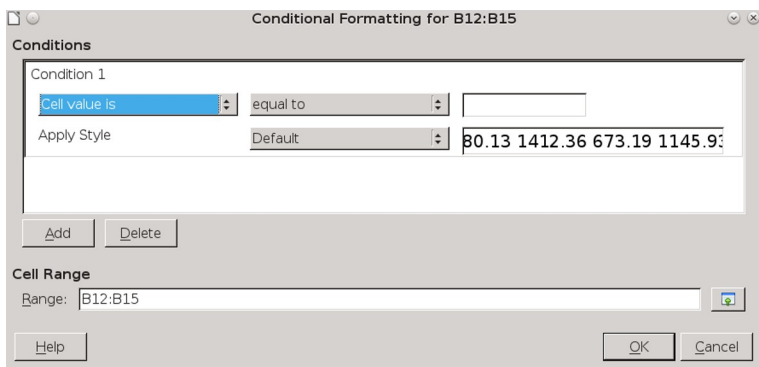 Conditional Formatting for B12:B15
Conditions
Condition 1
Cell value is equal to
Apply Style Default 80.13 1412.36 673.19 1145.93
Add Delete
Cell Range
Range: B12:B15
Help OK Cancel